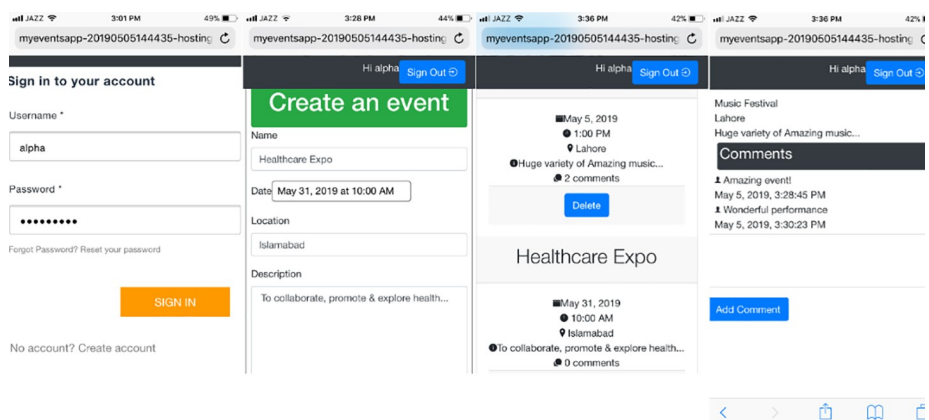 JAZZ 3:01 PM 49%
myeventsapp-20190505144435-hosting
Sign in to your account
Username *
alpha
Password *
•••••••••
Forgot Password? Reset your password
SIGN IN
No account? Create account
JAZZ 3:28 PM 44%
myeventsapp-20190505144435-hosting
Hi alpha Sign Out
Create an event
Name
Healthcare Expo
Date May 31, 2019 at 10:00 AM
Location
Islamabad
Description
To collaborate, promote & explore health...
JAZZ 3:36 PM 42%
myeventsapp-20190505144435-hosting
Hi alpha Sign Out
May 5, 2019
1:00 PM
Lahore
Huge variety of Amazing music...
2 comments
Delete
Healthcare Expo
May 31, 2019
10:00 AM
Islamabad
To collaborate, promote & explore health...
0 comments
JAZZ 3:36 PM 42%
myeventsapp-20190505144435-hosting
Hi alpha Sign Out
Music Festival
Lahore
Huge variety of Amazing music...
Comments
Amazing event!
May 5, 2019, 3:28:45 PM
Wonderful performance
May 5, 2019, 3:30:23 PM
Add Comment